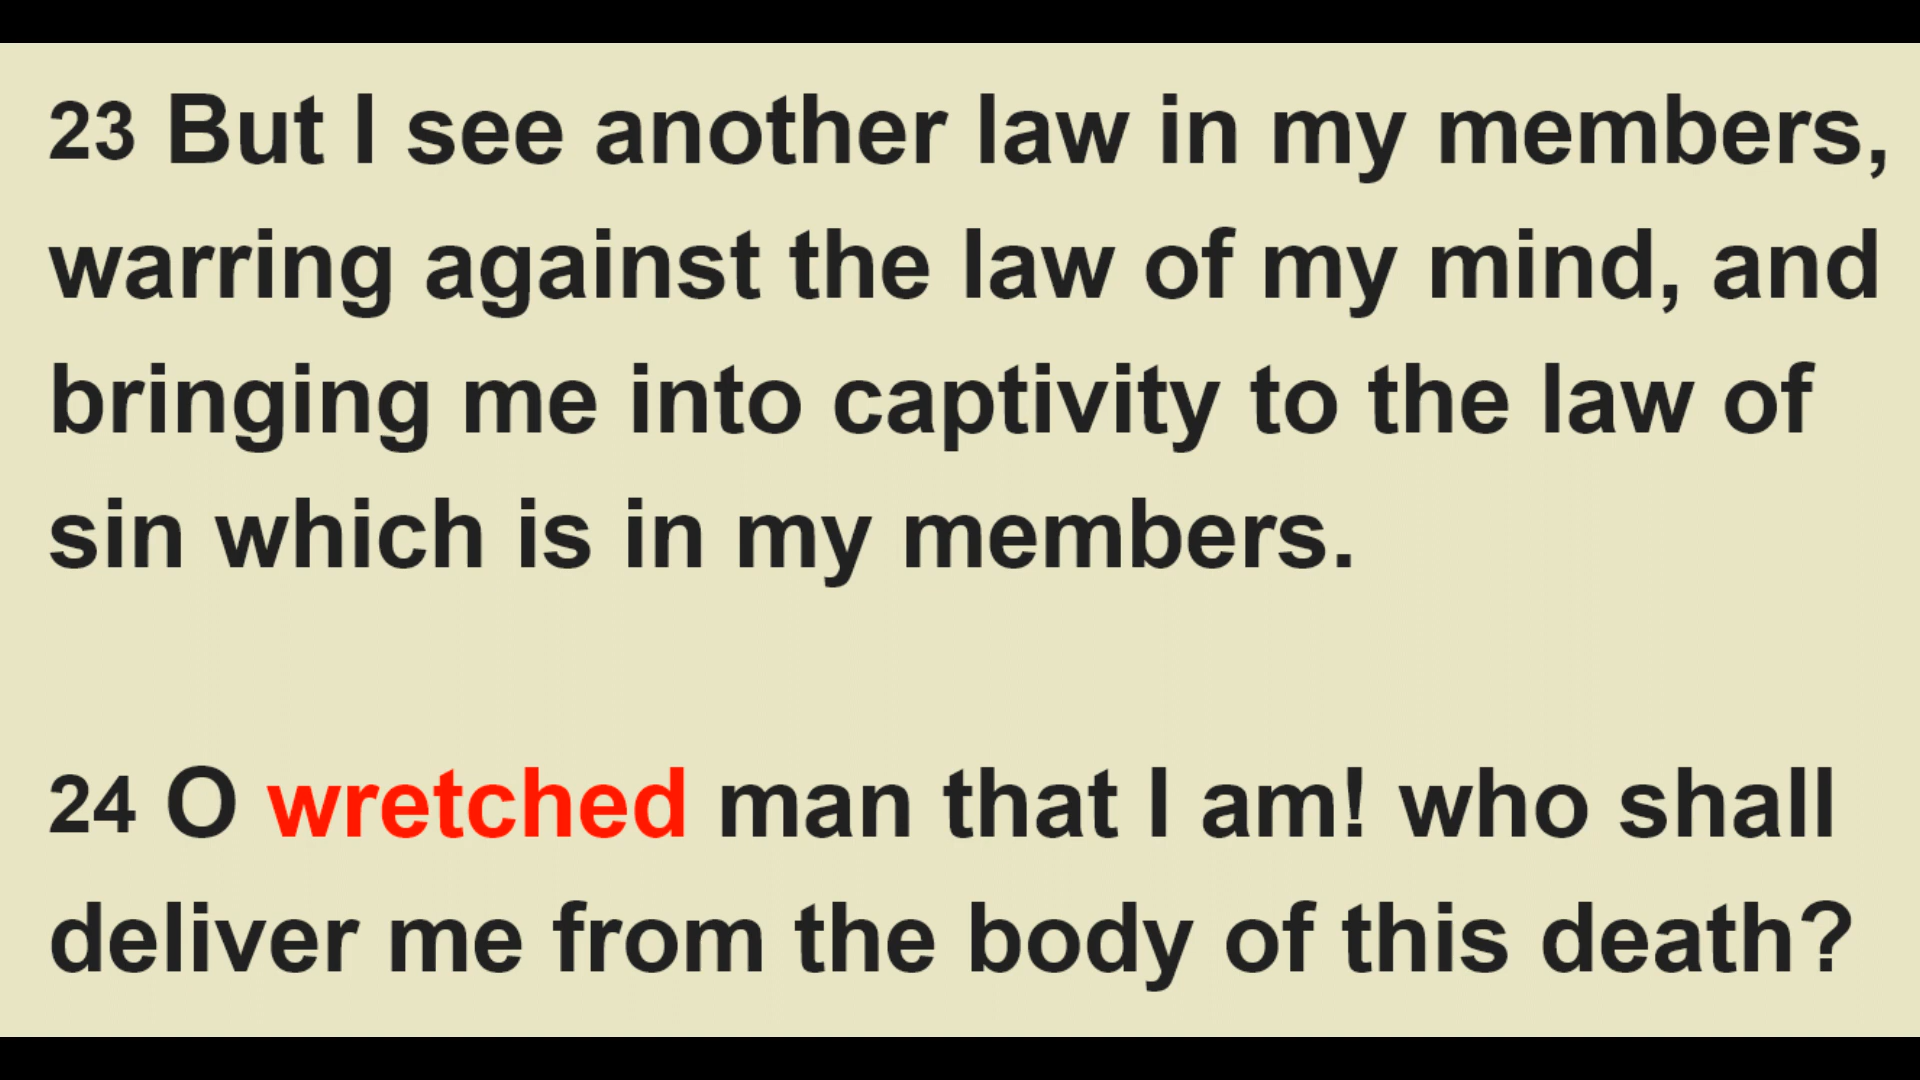 23 But I see another law in my members,
warring against the law of my mind, and
bringing me into captivity to the law of
sin which is in my members.
24 O wretched man that I am! who shall
deliver me from the body of this death?